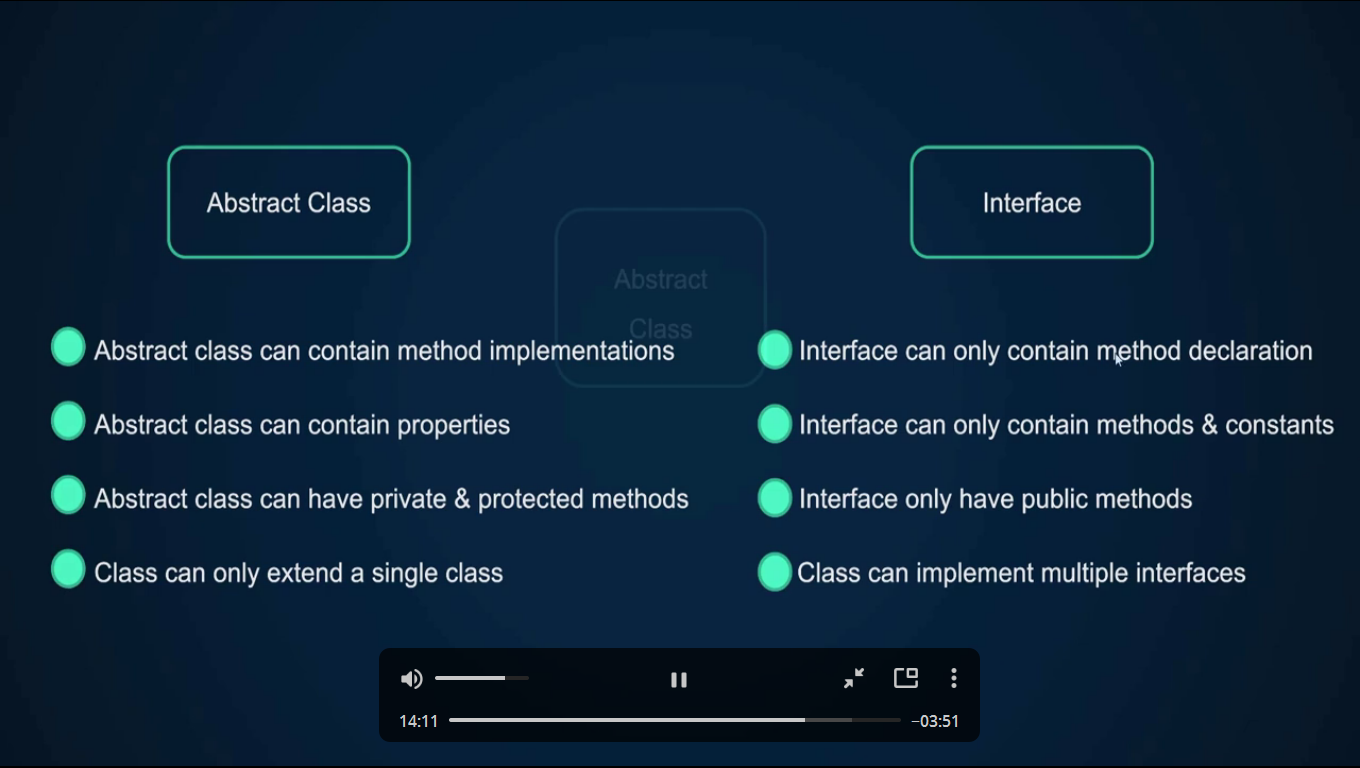 Abstract Class
Interface
Abstract
Class
Abstract class can contain method implementations
Interface can only contain method declaration
Abstract class can contain properties
Interface can only contain methods & constants
Abstract class can have private & protected methods
Interface only have public methods
Class can only extend a single class
Class can implement multiple interfaces
14:11
−03:51